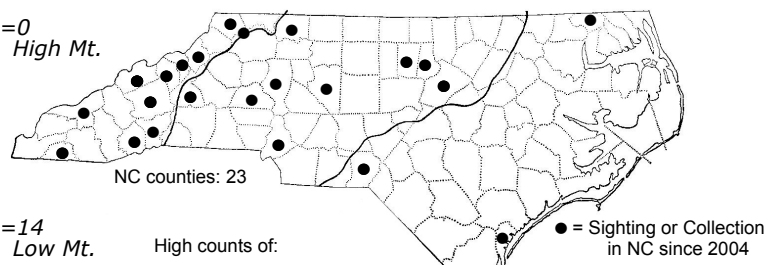 =0
High Mt.
NC counties: 23
=14
Low Mt.
High counts of:
● = Sighting or Collection
in NC since 2004